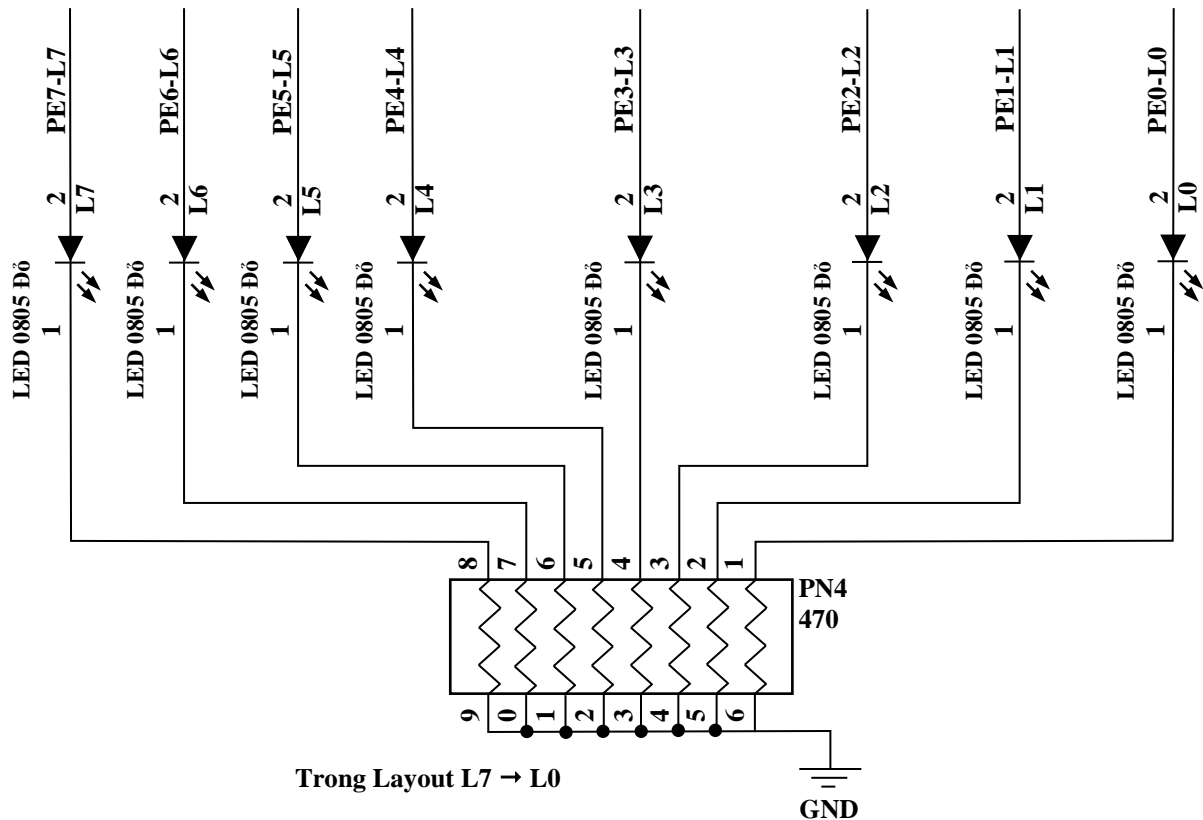 PE7-L7
PE6-L6
PE5-L5
PE4-L4
PE3-L3
PE2-L2
PE1-L1
PE0-L0
2
L7
2
L6
2
L5
2
L4
2
L3
2
L2
2
L1
2
L0
LED 0805 Đỏ
1
LED 0805 Đỏ
1
LED 0805 Đỏ
1
LED 0805 Đỏ
1
LED 0805 Đỏ
1
LED 0805 Đỏ
1
LED 0805 Đỏ
1
LED 0805 Đỏ
1
8
7
6
5
4
3
2
1
PN4
470
9
0
1
2
3
4
5
6
Trong Layout L7 → L0
GND